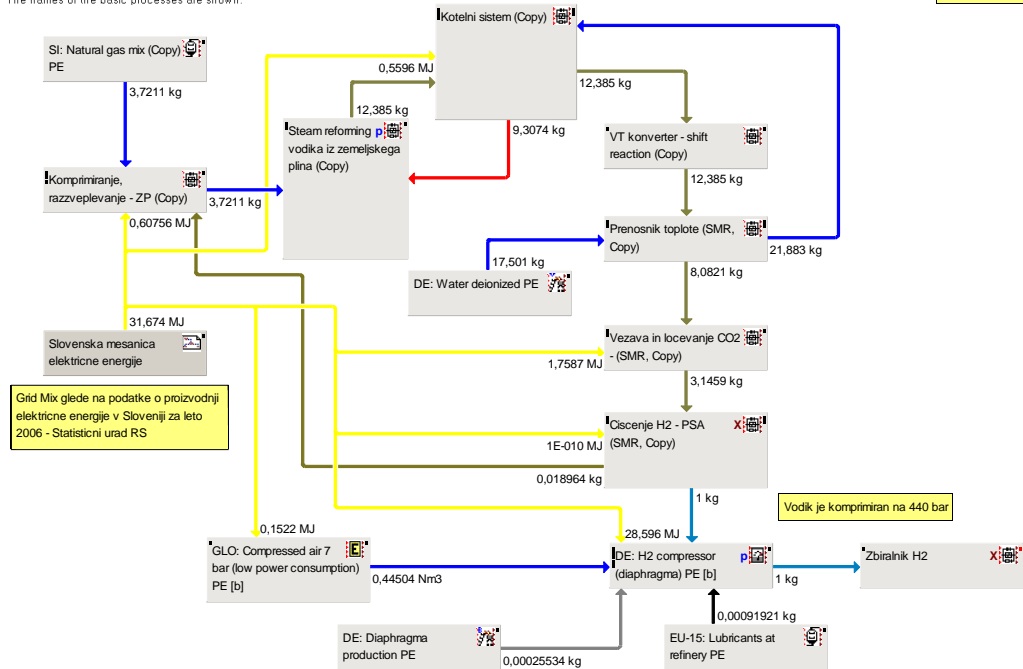 The names of the basic processes are shown.
Kotelni sistem (Copy)
SI: Natural gas mix (Copy)
PE
0,5596 MJ
3,7211 kg
12,385 kg
12,385 kg
9,3074 kg
Steam reforming p
vodika iz zemeljskega
plina (Copy)
VT konverter - shift
reaction (Copy)
Komprimiranje,
razzveplevanje - ZP (Copy)
3,7211 kg
12,385 kg
0,60756 MJ
Prenosnik toplote (SMR,
Copy)
21,883 kg
17,501 kg
8,0821 kg
DE: Water deionized PE
31,674 MJ
Slovenska mesanica
elektricne energije
Vezava in locevanje CO2
- (SMR, Copy)
1,7587 MJ
3,1459 kg
Grid Mix glede na podatke o proizvodnji
elektricne energije v Sloveniji za leto
2006 - Statisticni urad RS
Ciscenje H2 - PSA X
(SMR, Copy)
1E-010 MJ
0,018964 kg
1 kg
Vodik je komprimiran na 440 bar
0,1522 MJ
28,596 MJ
GLO: Compressed air 7
bar (low power consumption)
PE [b]
E
0,44504 Nm3
DE: H2 compressor p
(diaphragma) PE [b]
1 kg
Zbiralnik H2 X
0,00091921 kg
DE: Diaphragma
production PE
0,00025534 kg
EU-15: Lubricants at
refinery PE